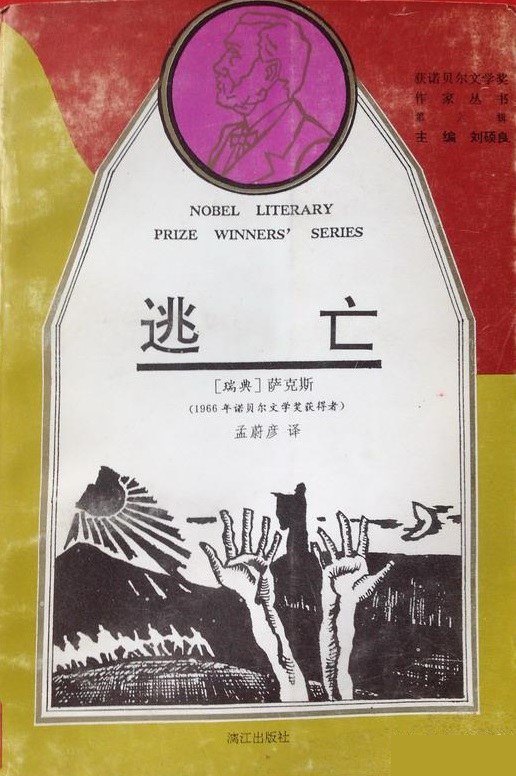 获诺贝尔文学奖
作家丛书
第 辑
主编 刘硕良
NOBEL LITERARY
PRIZE WINNERS' SERIES
逃亡
[瑞典]萨克斯
(1966年诺贝尔文学奖获得者)
孟蔚彦 译
漓江出版社